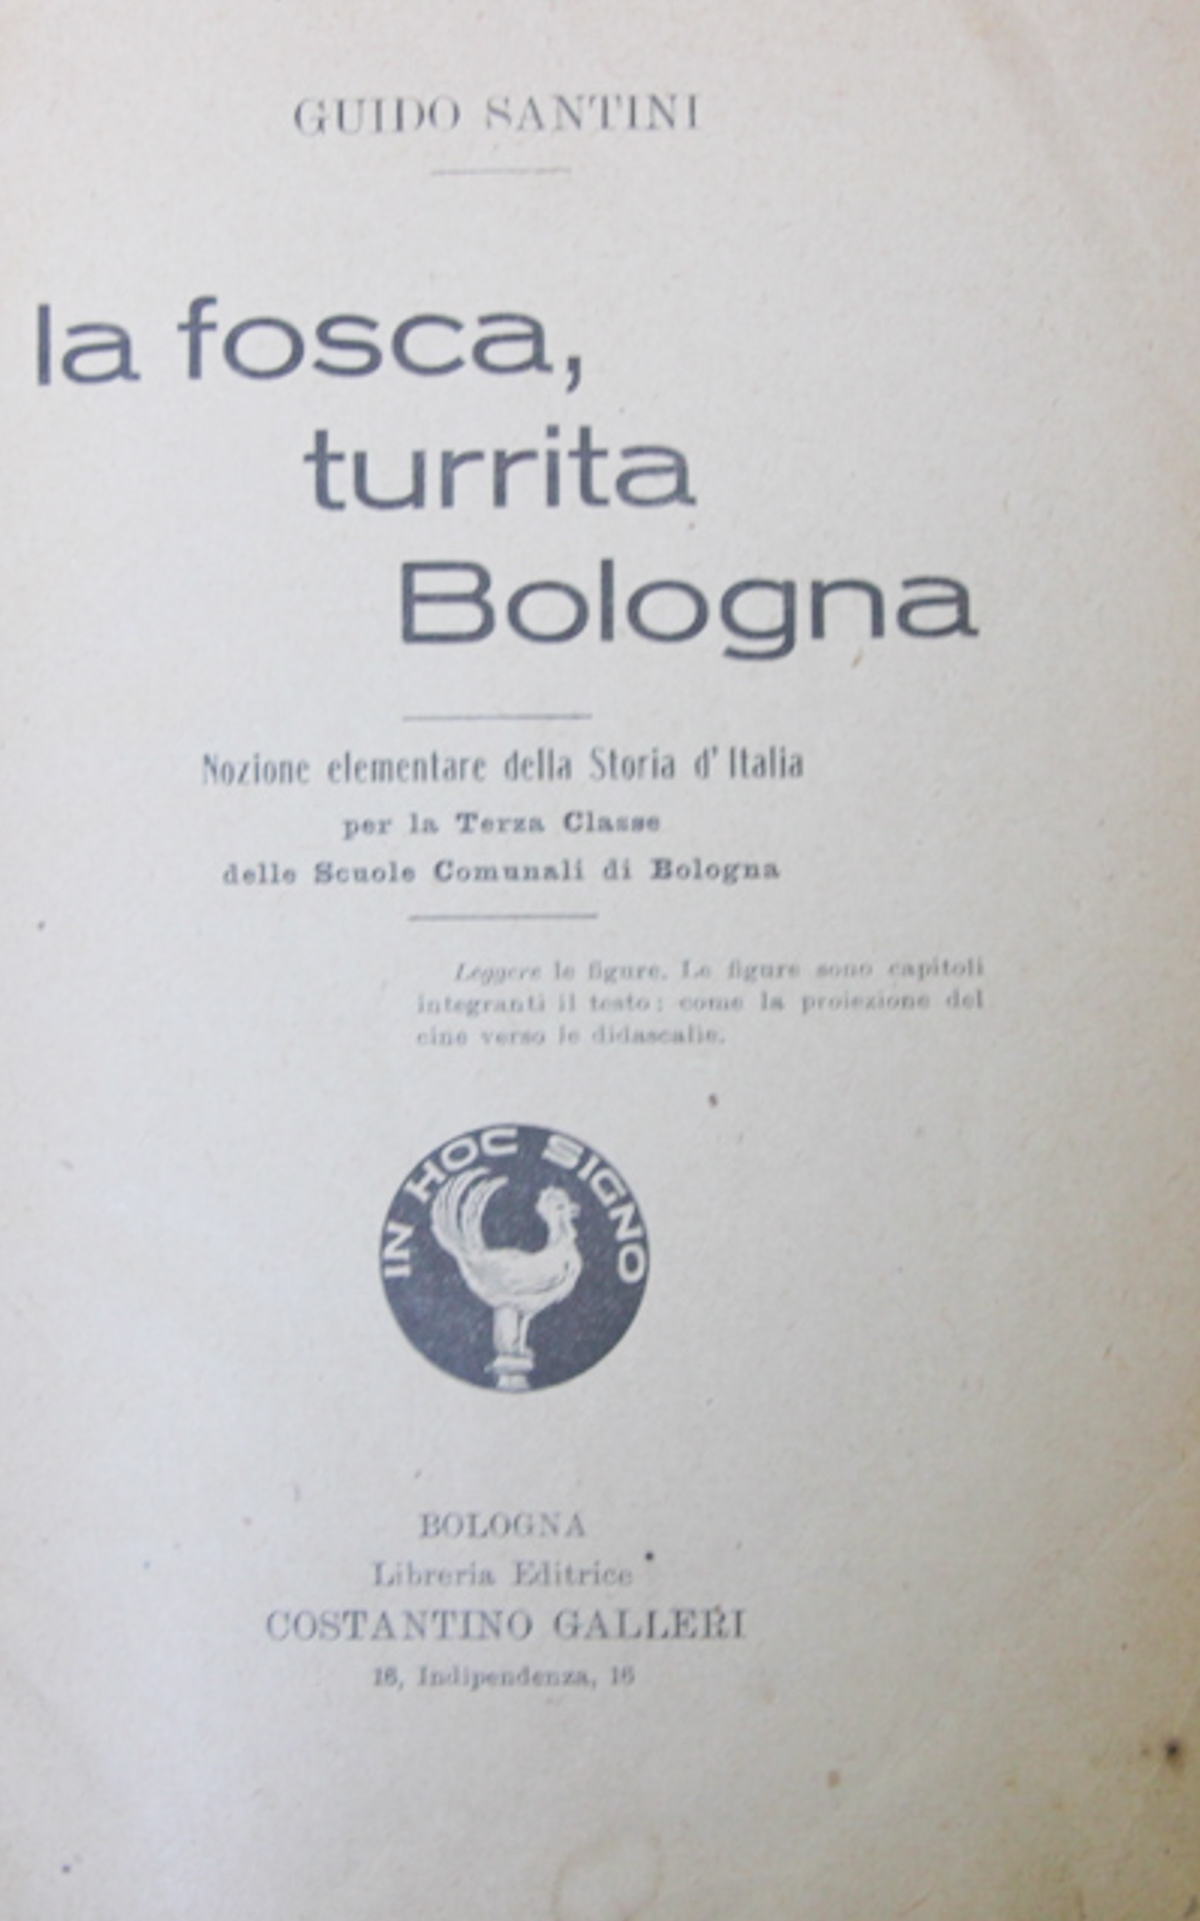 GUIDO SANTINI
la fosca,
turrita
Bologna
Nozione elementare della Storia d' Italia
per la Terza Classe
delle Scuole Comunali di Bologna
Leggere le figure. Le figure sono capitoli
integranti il testo: come la proiezione del
cine verso le didascalie.
IN HOC SIGNO
BOLOGNA
Libreria Editrice
COSTANTINO GALLERI
16, Indipendenza, 16